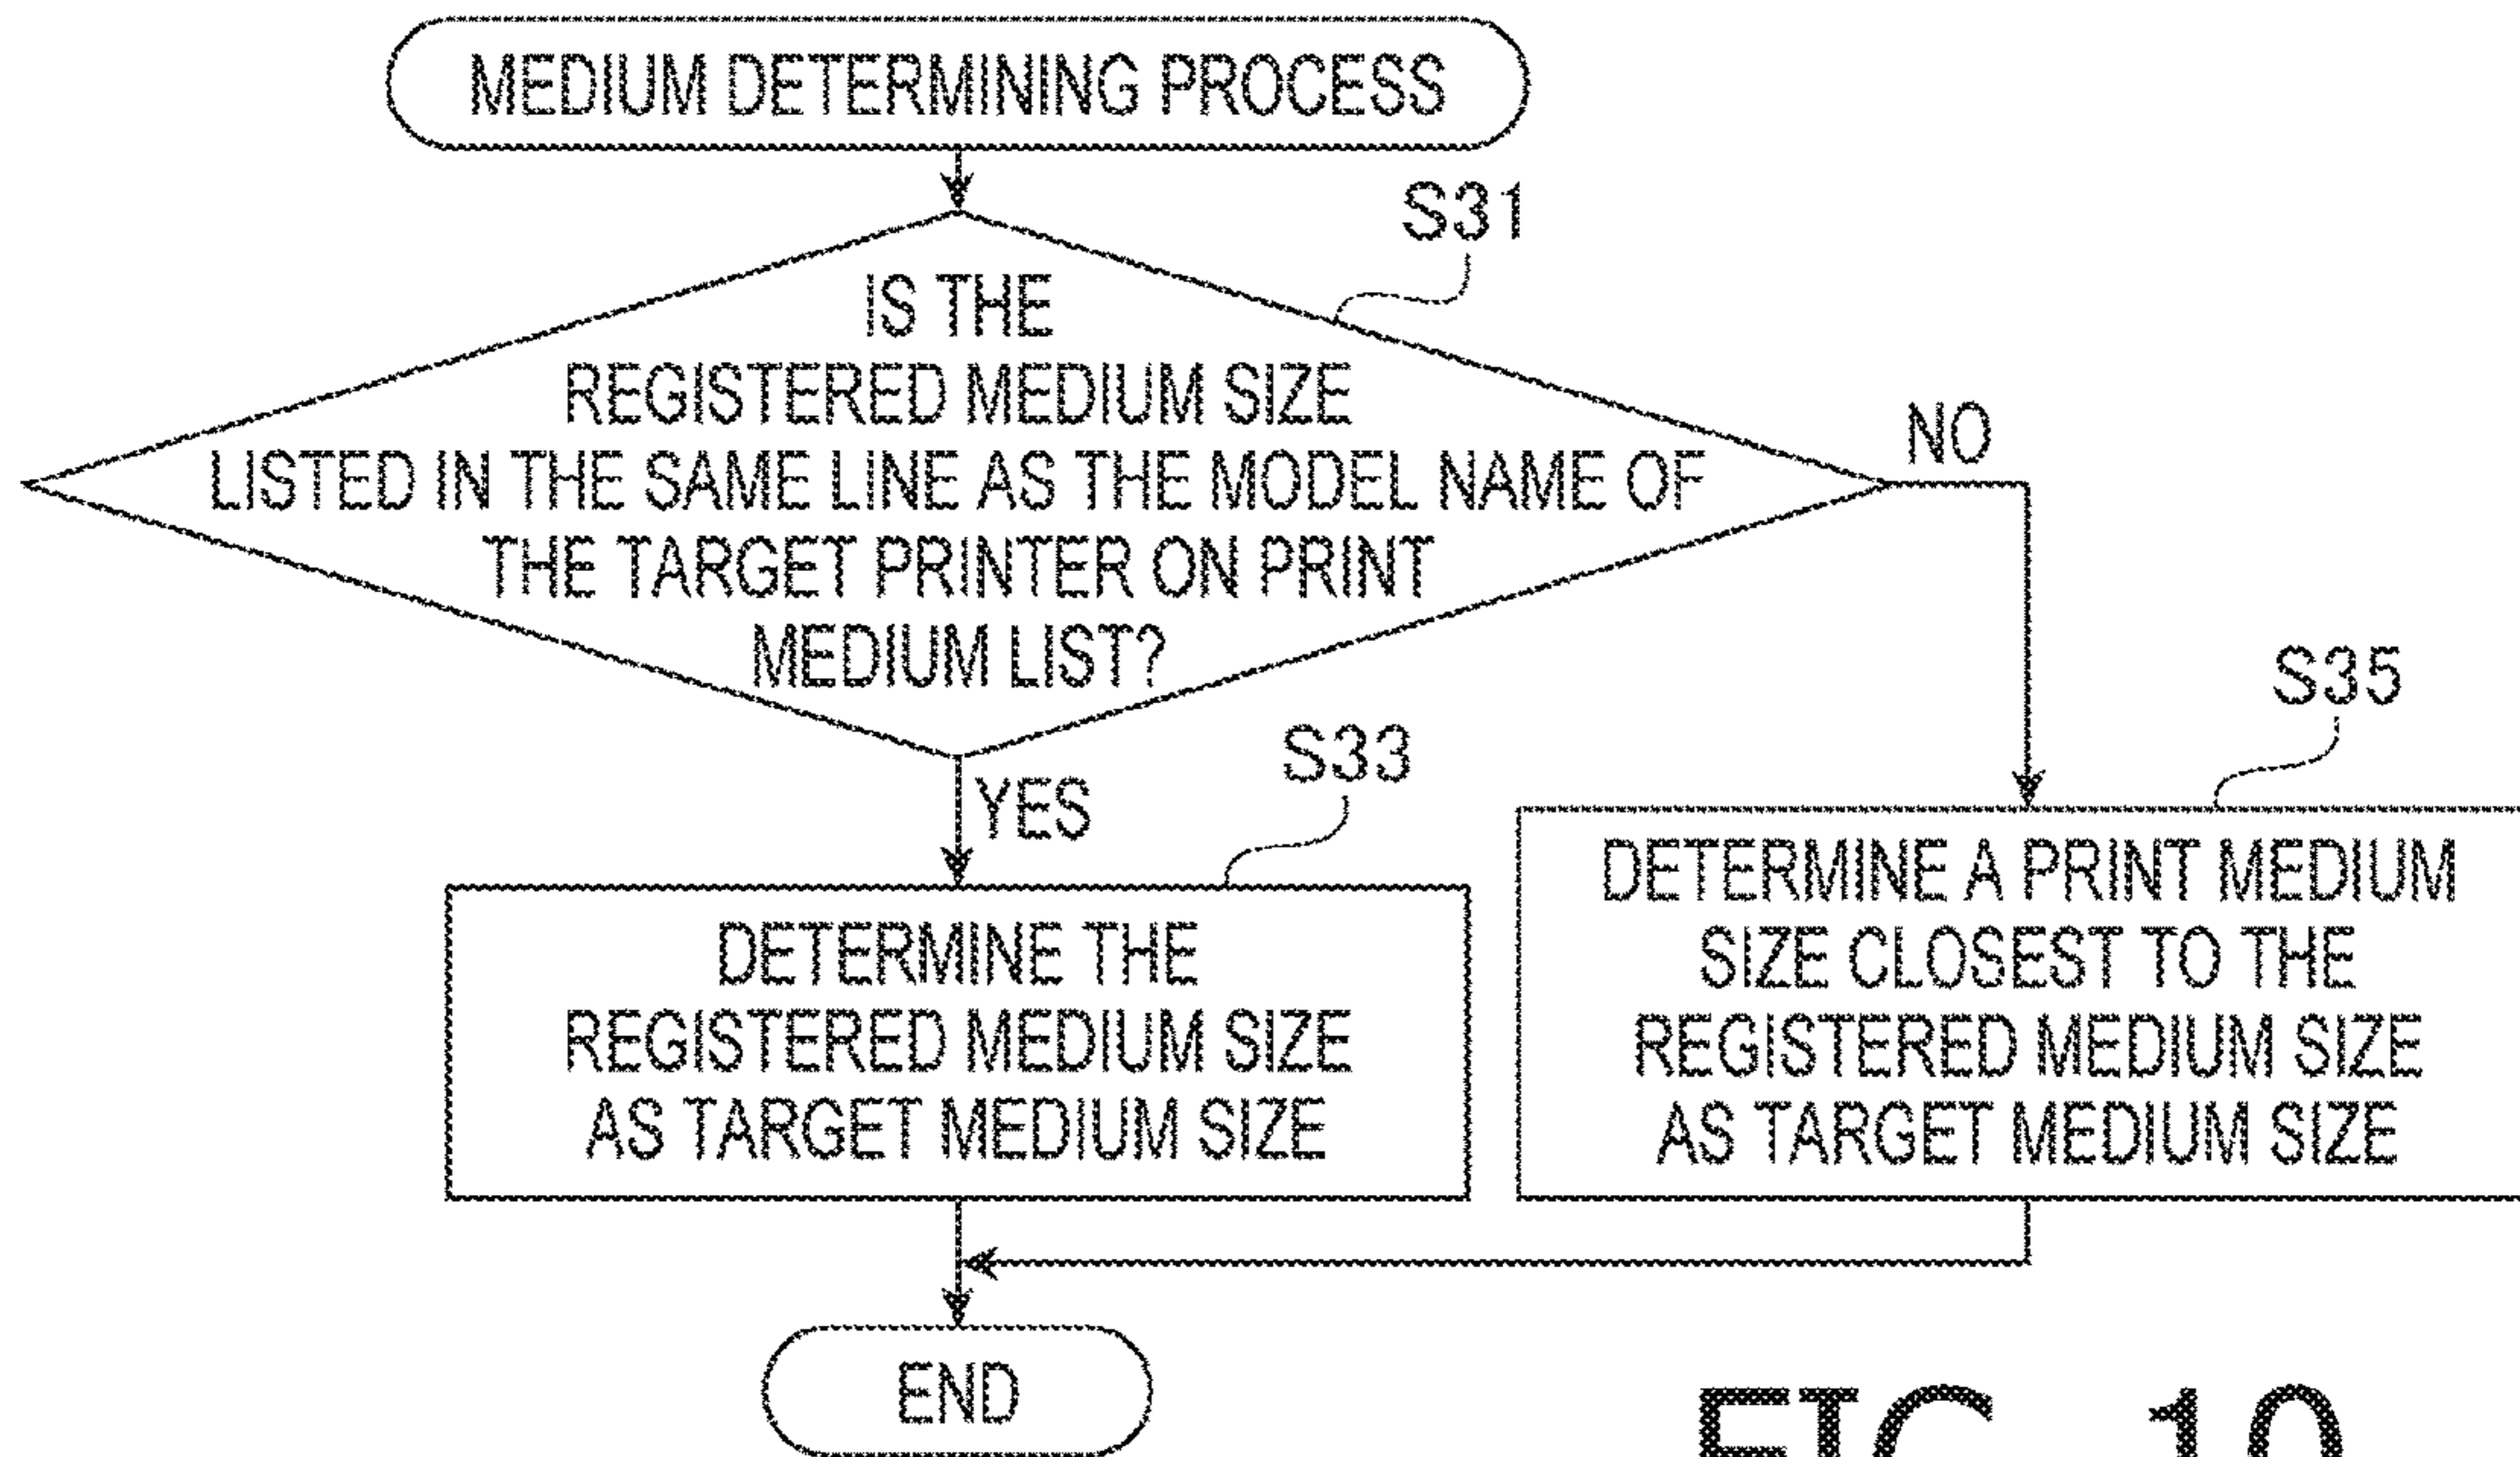 MEDIUM DETERMINING PROCESS
S31
IS THE
REGISTERED MEDIUM SIZE
LISTED IN THE SAME LINE AS THE MODEL NAME OF
THE TARGET PRINTER ON PRINT
MEDIUM LIST?
NO
YES
S33
DETERMINE THE
REGISTERED MEDIUM SIZE
AS TARGET MEDIUM SIZE
S35
DETERMINE A PRINT MEDIUM
SIZE CLOSEST TO THE
REGISTERED MEDIUM SIZE
AS TARGET MEDIUM SIZE
END